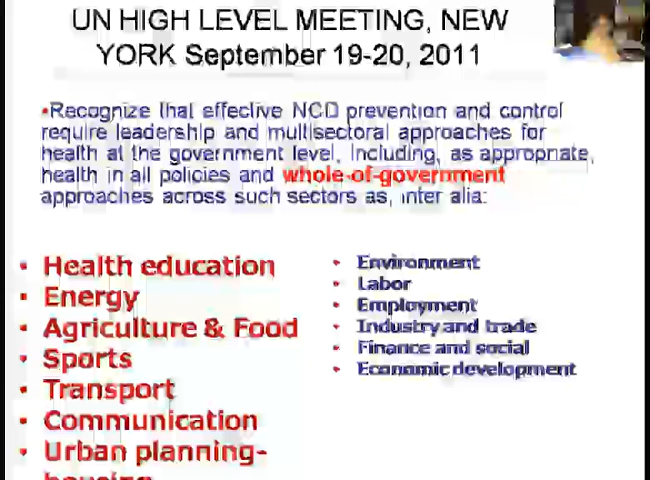 UN HIGH LEVEL MEETING, NEW
YORK September 19-20, 2011
•Recognize that effective NCD prevention and control
require leadership and multisectoral approaches for
health at the government level, including, as appropriate,
health in all policies and whole-of-government
approaches across such sectors as, inter alia:
• Health education
• Energy
• Agriculture & Food
• Sports
• Transport
• Communication
• Urban planning-
housing
• Environment
• Labor
• Employment
• Industry and trade
• Finance and social
• Economic development